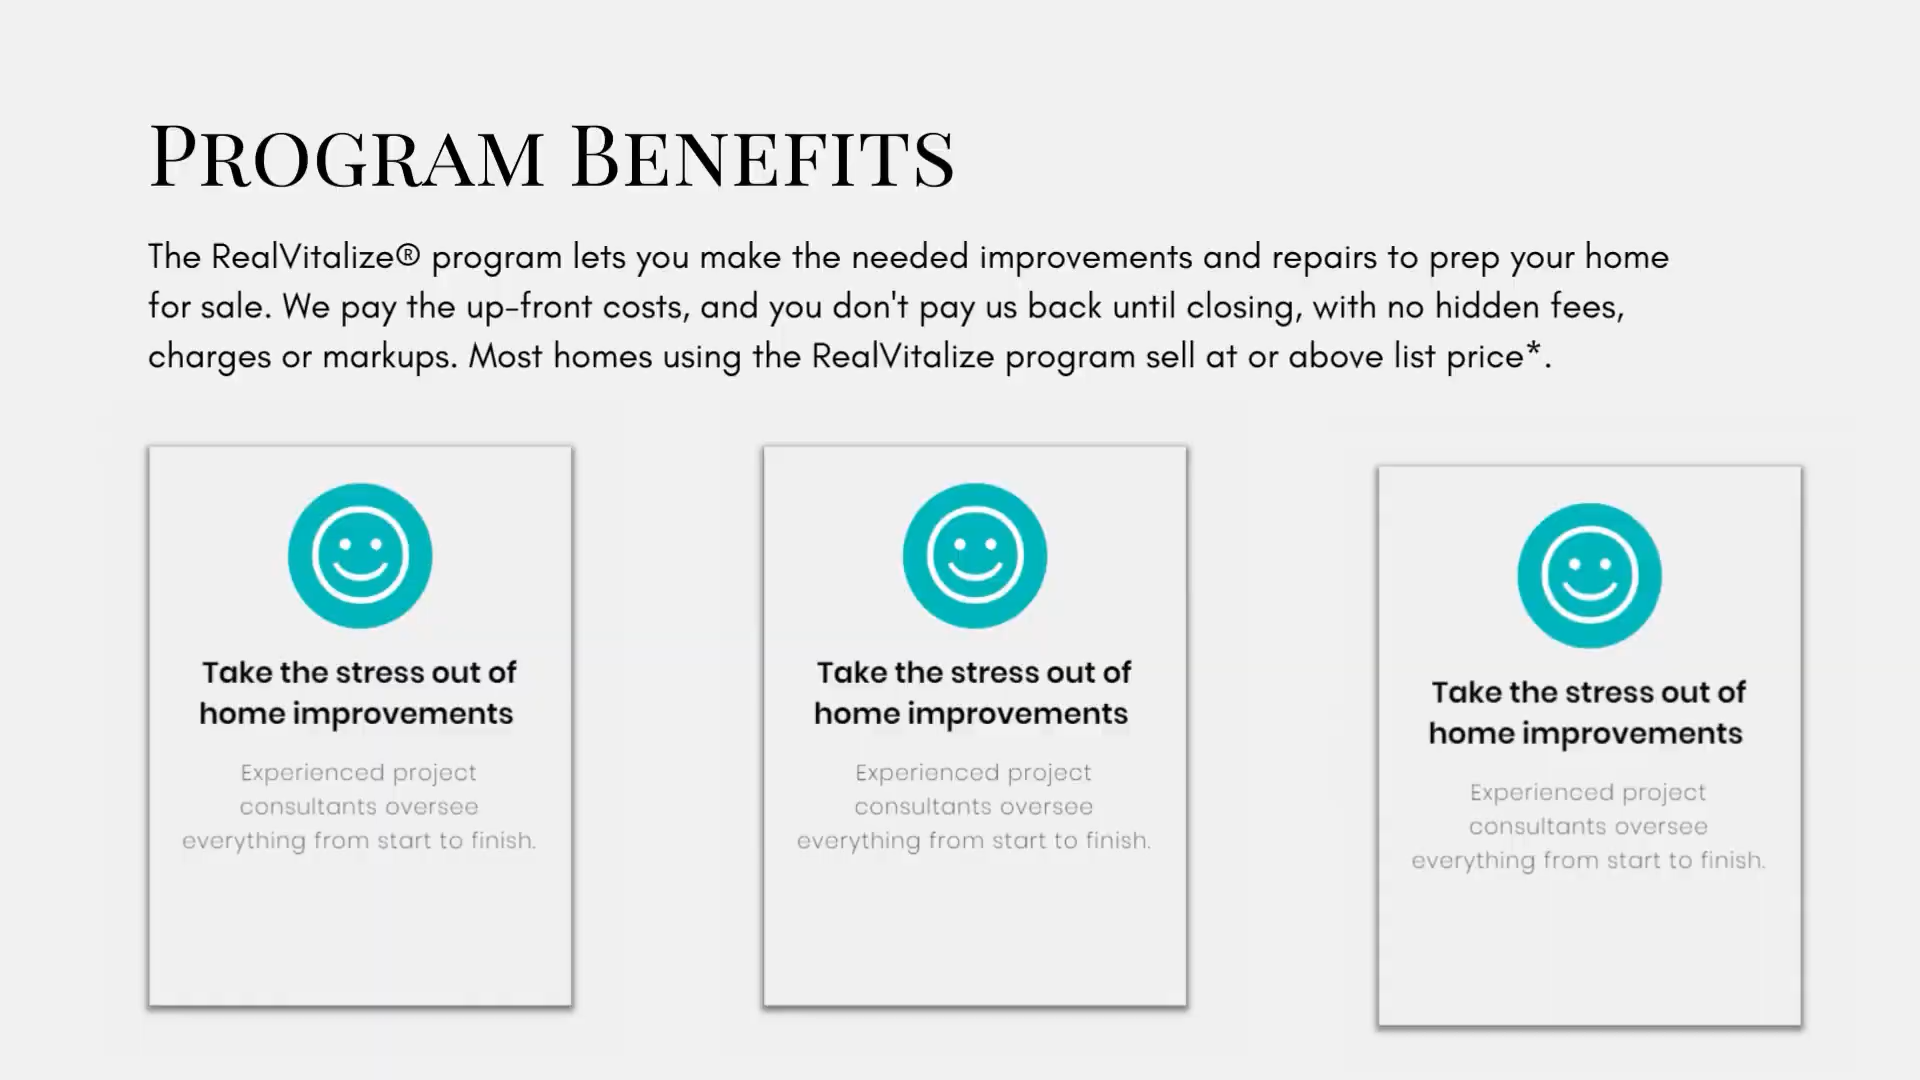 Program Benefits
The RealVitalize® program lets you make the needed improvements and repairs to prep your home
for sale. We pay the up-front costs, and you don't pay us back until closing, with no hidden fees,
charges or markups. Most homes using the RealVitalize program sell at or above list price*.
Take the stress out of
home improvements
Experienced project
consultants oversee
everything from start to finish.
Take the stress out of
home improvements
Experienced project
consultants oversee
everything from start to finish.
Take the stress out of
home improvements
Experienced project
consultants oversee
everything from start to finish.